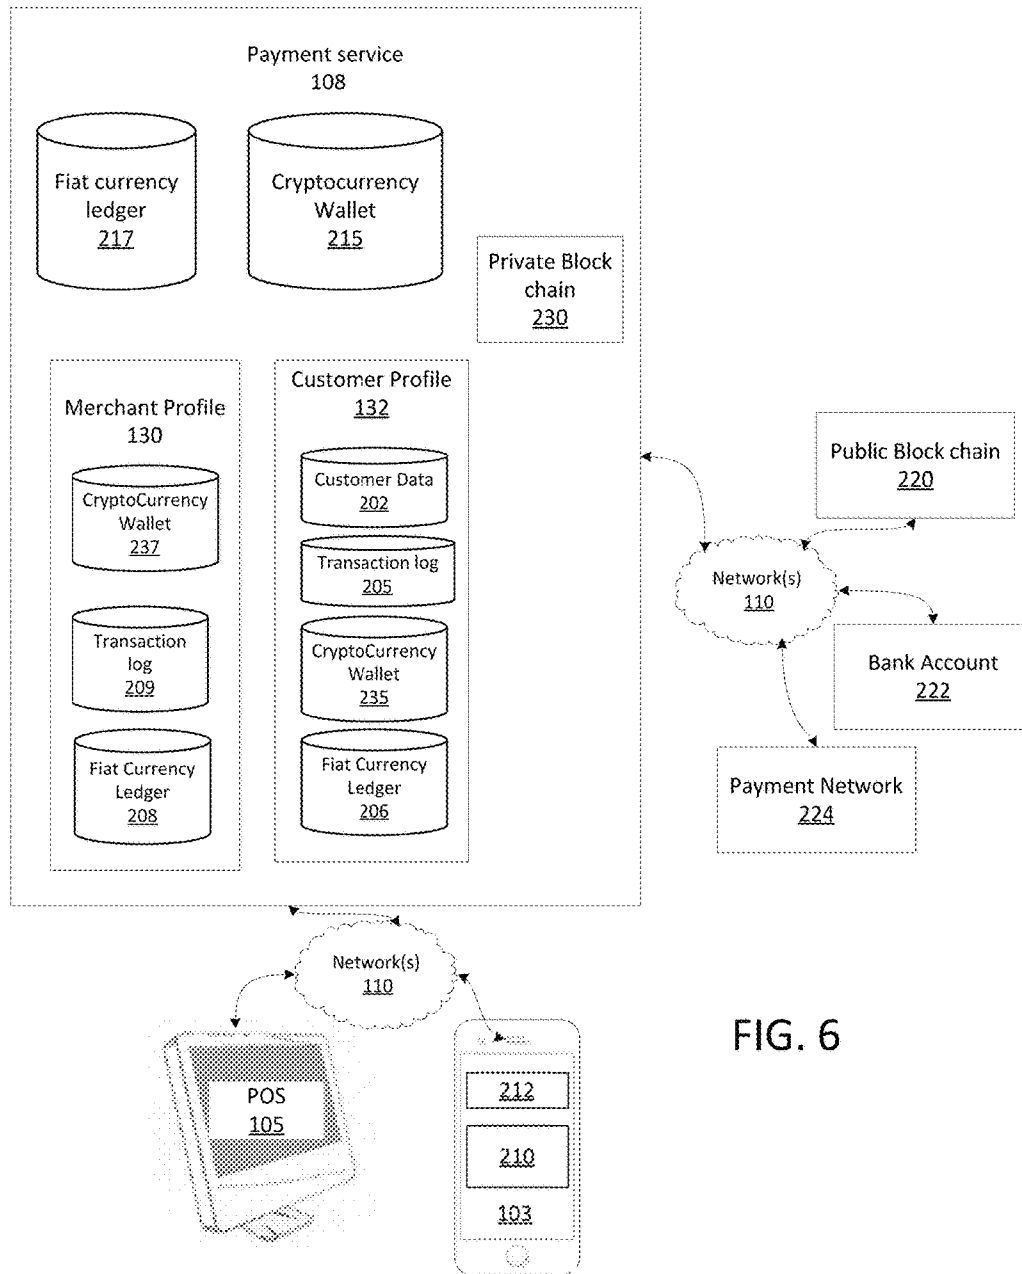 Payment service
108
Fiat currency
ledger
217
Cryptocurrency
Wallet
215
Private Block
chain
230
Merchant Profile
130
CryptoCurrency
Wallet
237
Transaction
log
209
Fiat Currency
Ledger
208
Customer Profile
132
Customer Data
202
Transaction log
205
CryptoCurrency
Wallet
235
Fiat Currency
Ledger
206
Public Block chain
220
Network(s)
110
Bank Account
222
Payment Network
224
Network(s)
110
POS
105
212
210
103
FIG. 6